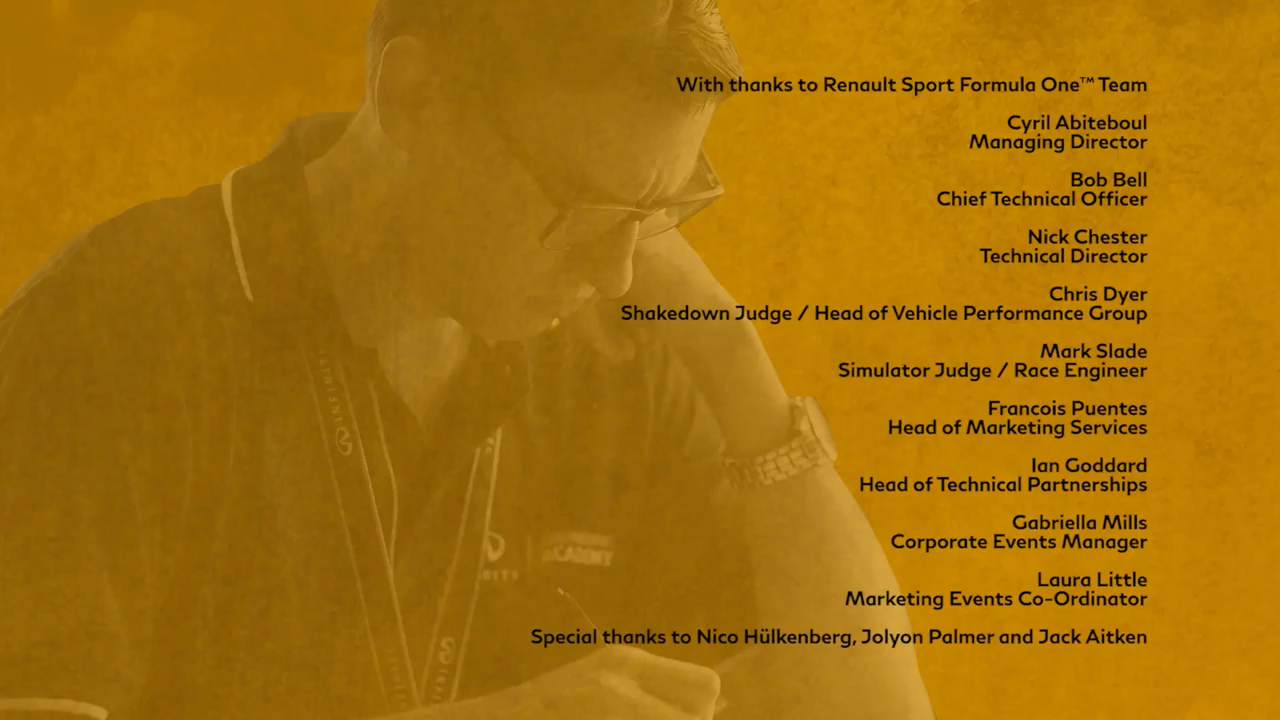 With thanks to Renault Sport Formula One™ Team
Cyril Abiteboul
Managing Director
Bob Bell
Chief Technical Officer
Nick Chester
Technical Director
Chris Dyer
Shakedown Judge / Head of Vehicle Performance Group
Mark Slade
Simulator Judge / Race Engineer
Francois Puentes
Head of Marketing Services
Ian Goddard
Head of Technical Partnerships
Gabriella Mills
Corporate Events Manager
Laura Little
Marketing Events Co-Ordinator
Special thanks to Nico Hülkenberg, Jolyon Palmer and Jack Aitken
INFINITI
ACADEMY